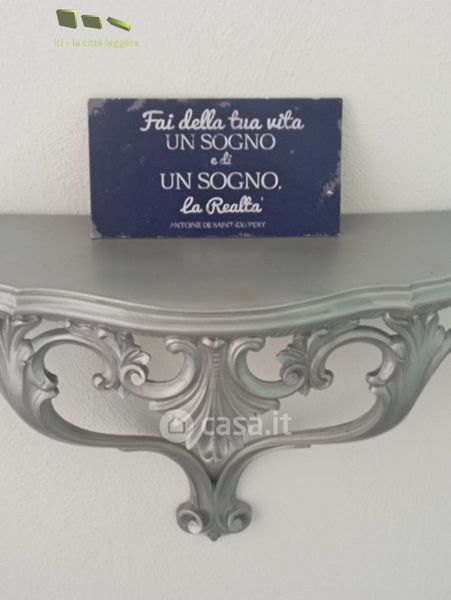 lci - la città leggera
Fai della tua vita
UN SOGNO
e di
UN SOGNO,
la Realta'
ANTOINE DE SAINT-EXUPERY
casa.it